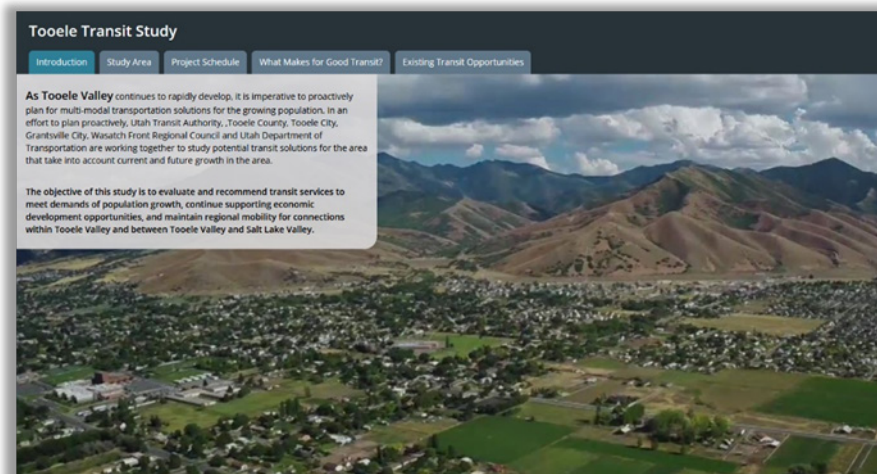 Tooele Transit Study
Introduction
Study Area
Project Schedule
What Makes for Good Transit?
Existing Transit Opportunities
As Tooele Valley continues to rapidly develop, it is imperative to proactively
plan for multi-modal transportation solutions for the growing population. In an
effort to plan proactively, Utah Transit Authority, ,Tooele County, Tooele City,
Grantsville City, Wasatch Front Regional Council and Utah Department of
Transportation are working together to study potential transit solutions for the area
that take into account current and future growth in the area.
The objective of this study is to evaluate and recommend transit services to
meet demands of population growth, continue supporting economic
development opportunities, and maintain regional mobility for connections
within Tooele Valley and between Tooele Valley and Salt Lake Valley.